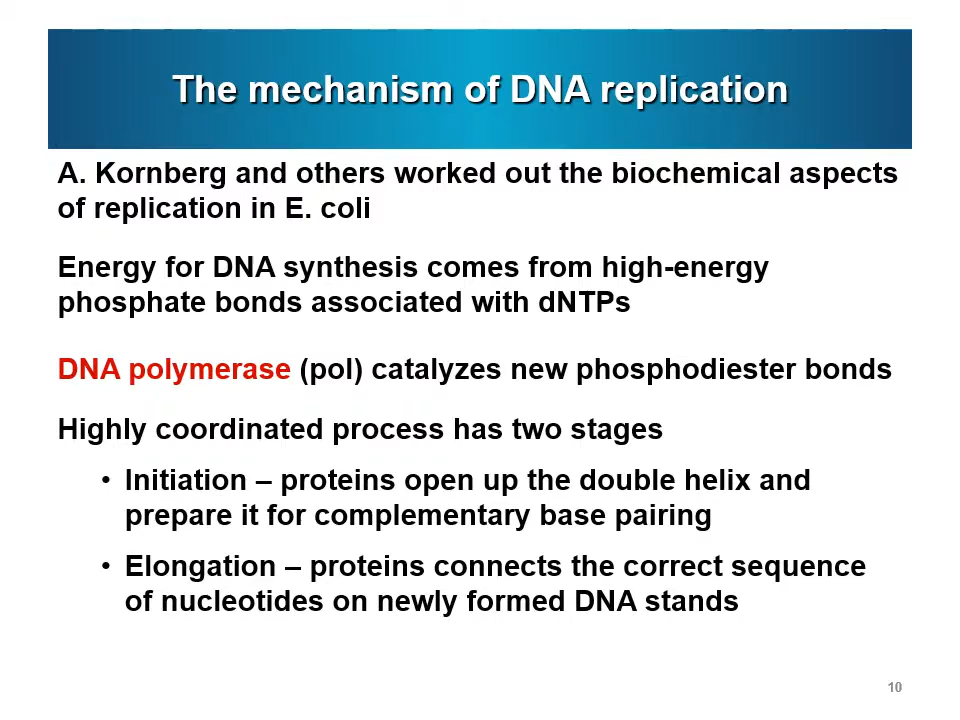 The mechanism of DNA replication
A. Kornberg and others worked out the biochemical aspects
of replication in E. coli
Energy for DNA synthesis comes from high-energy
phosphate bonds associated with dNTPs
DNA polymerase (pol) catalyzes new phosphodiester bonds
Highly coordinated process has two stages
• Initiation – proteins open up the double helix and
prepare it for complementary base pairing
• Elongation – proteins connects the correct sequence
of nucleotides on newly formed DNA stands
10